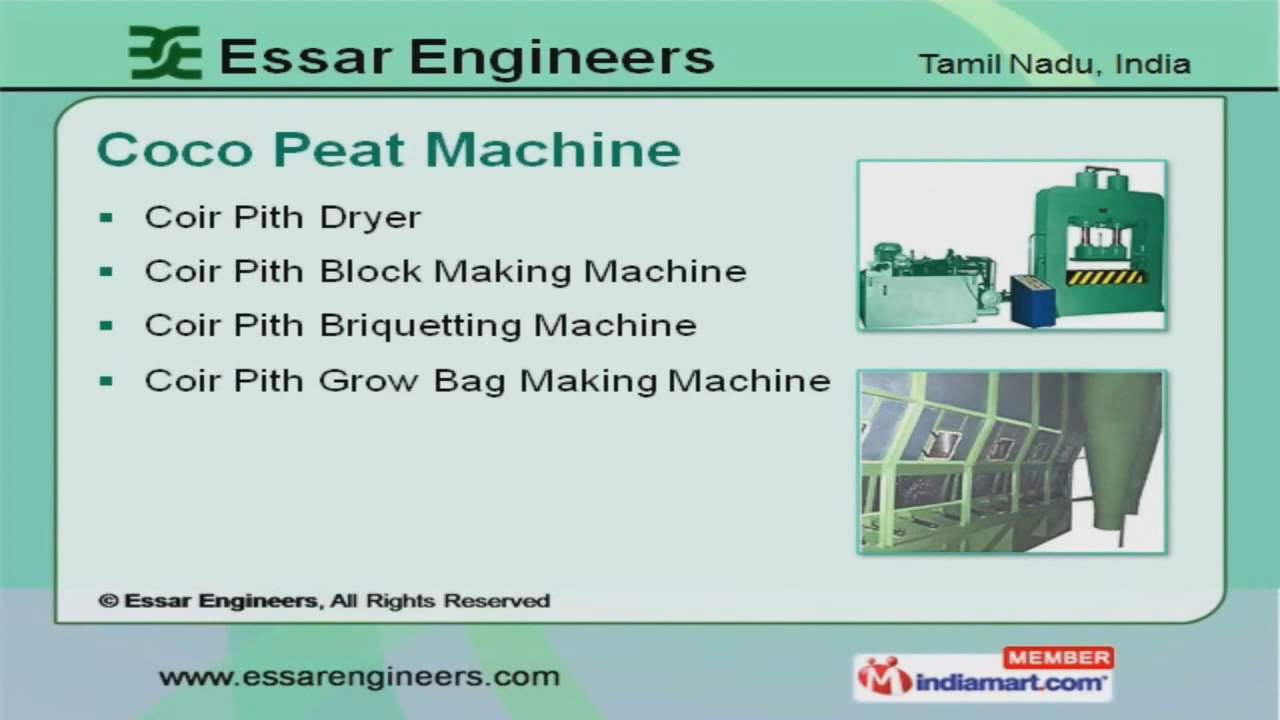 Essar Engineers
Tamil Nadu, India
Coco Peat Machine
Coir Pith Dryer
Coir Pith Block Making Machine
Coir Pith Briquetting Machine
Coir Pith Grow Bag Making Machine
© Essar Engineers, All Rights Reserved
www.essarengineers.com
MEMBER
indiamart.com